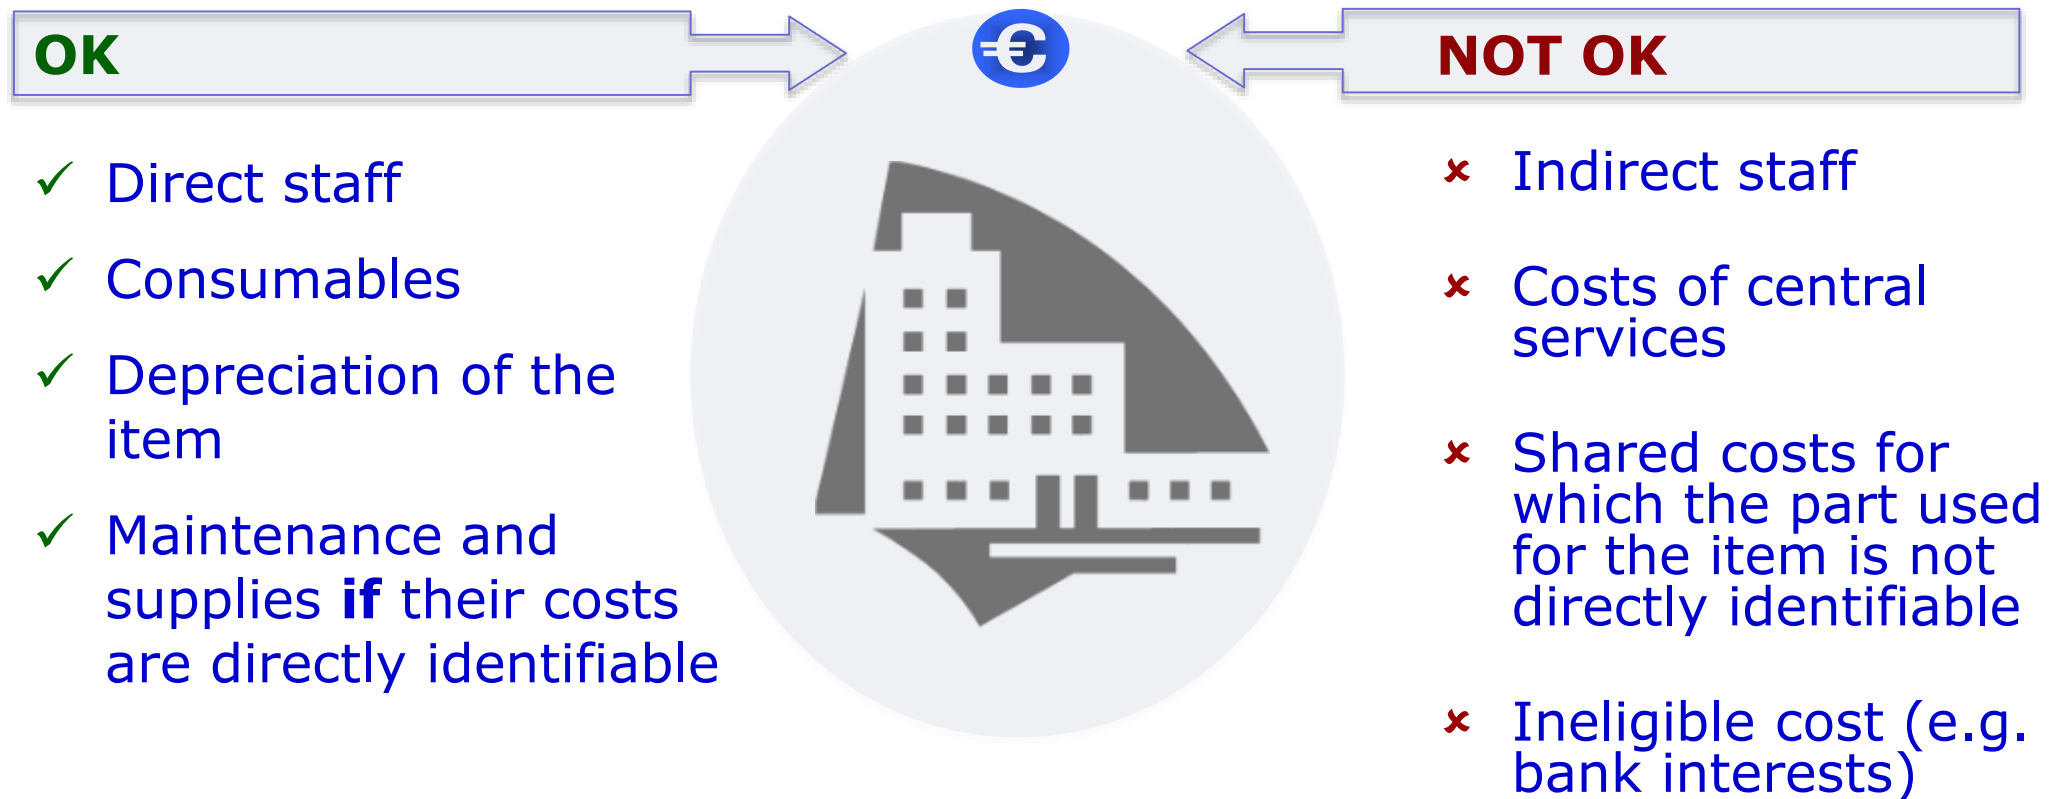 OK
✓ Direct staff
✓ Consumables
✓ Depreciation of the
item
✓ Maintenance and
supplies if their costs
are directly identifiable
€
NOT OK
✘ Indirect staff
✘ Costs of central
services
✘ Shared costs for
which the part used
for the item is not
directly identifiable
✘ Ineligible cost (e.g.
bank interests)